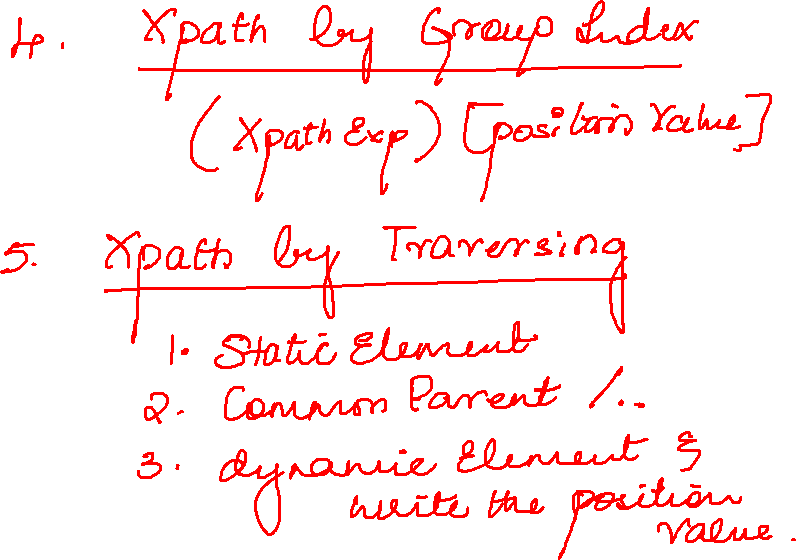 4. Xpath by Group Index
(Xpath Exp) [position Value]
5. Xpath by Traversing
1. Static Element
2. Common Parent /..
3. dynamic Element &
write the position
value.